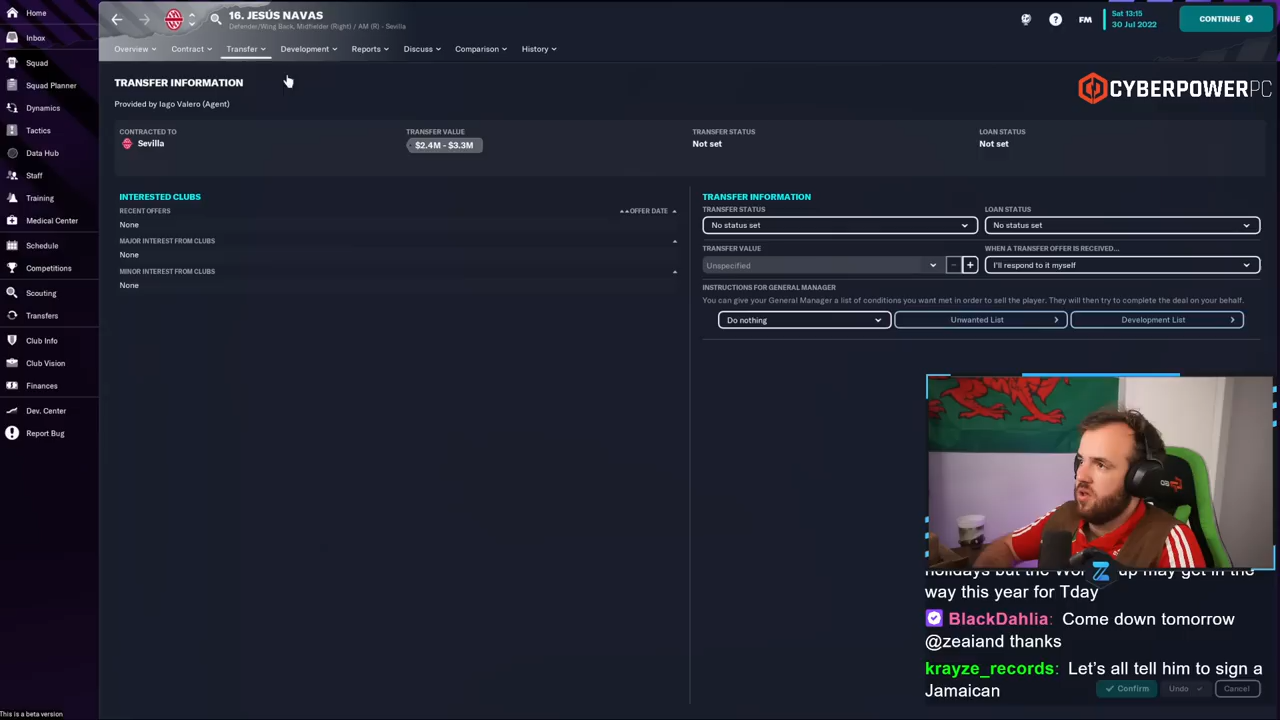 Home
Inbox
Squad
Squad Planner
Dynamics
Tactics
Data Hub
Staff
Training
Medical Center
Schedule
Competitions
Scouting
Transfers
Club Info
Club Vision
Finances
Dev. Center
Report Bug
This is a beta version
16. JESÚS NAVAS
Defender/Wing Back, Midfielder (Right) / AM (R) - Sevilla
FM
Sat 13:15
30 Jul 2022
CONTINUE
Overview Contract Transfer Development Reports Discuss Comparison History
TRANSFER INFORMATION
Provided by Iago Valero (Agent)
CYBERPOWERPC
CONTRACTED TO
Sevilla
TRANSFER VALUE
$2.4M - $3.3M
TRANSFER STATUS
Not set
LOAN STATUS
Not set
INTERESTED CLUBS
RECENT OFFERS OFFER DATE
None
MAJOR INTEREST FROM CLUBS
None
MINOR INTEREST FROM CLUBS
None
TRANSFER INFORMATION
TRANSFER STATUS LOAN STATUS
No status set No status set
TRANSFER VALUE WHEN A TRANSFER OFFER IS RECEIVED...
Unspecified I'll respond to it myself
INSTRUCTIONS FOR GENERAL MANAGER
You can give your General Manager a list of conditions you want met in order to sell the player. They will then try to complete the deal on your behalf.
Do nothing Unwanted List Development List
holidays but the up may get in the
way this year for Tday
BlackDahlia: Come down tomorrow
@zeaiand thanks
krayze_records: Let's all tell him to sign a
Jamaican
Confirm Undo Cancel